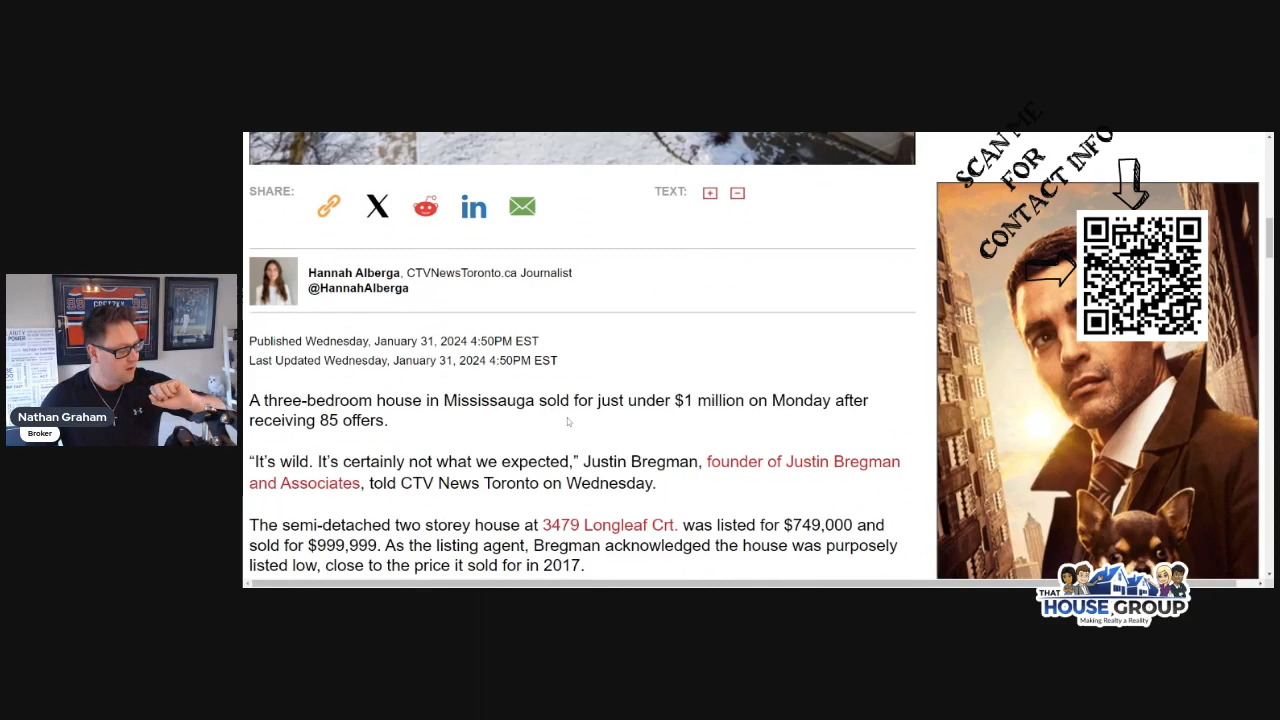 SCAN ME
FOR
CONTACT INFO
SHARE:
TEXT:
Hannah Alberga, CTVNewsToronto.ca Journalist
@HannahAlberga
Published Wednesday, January 31, 2024 4:50PM EST
Last Updated Wednesday, January 31, 2024 4:50PM EST
A three-bedroom house in Mississauga sold for just under $1 million on Monday after
receiving 85 offers.
“It’s wild. It’s certainly not what we expected,” Justin Bregman, founder of Justin Bregman
and Associates, told CTV News Toronto on Wednesday.
The semi-detached two storey house at 3479 Longleaf Crt. was listed for $749,000 and
sold for $999,999. As the listing agent, Bregman acknowledged the house was purposely
listed low, close to the price it sold for in 2017.
GRETZKY
Nathan Graham
Broker
THAT
HOUSE GROUP
Making Realty a Reality